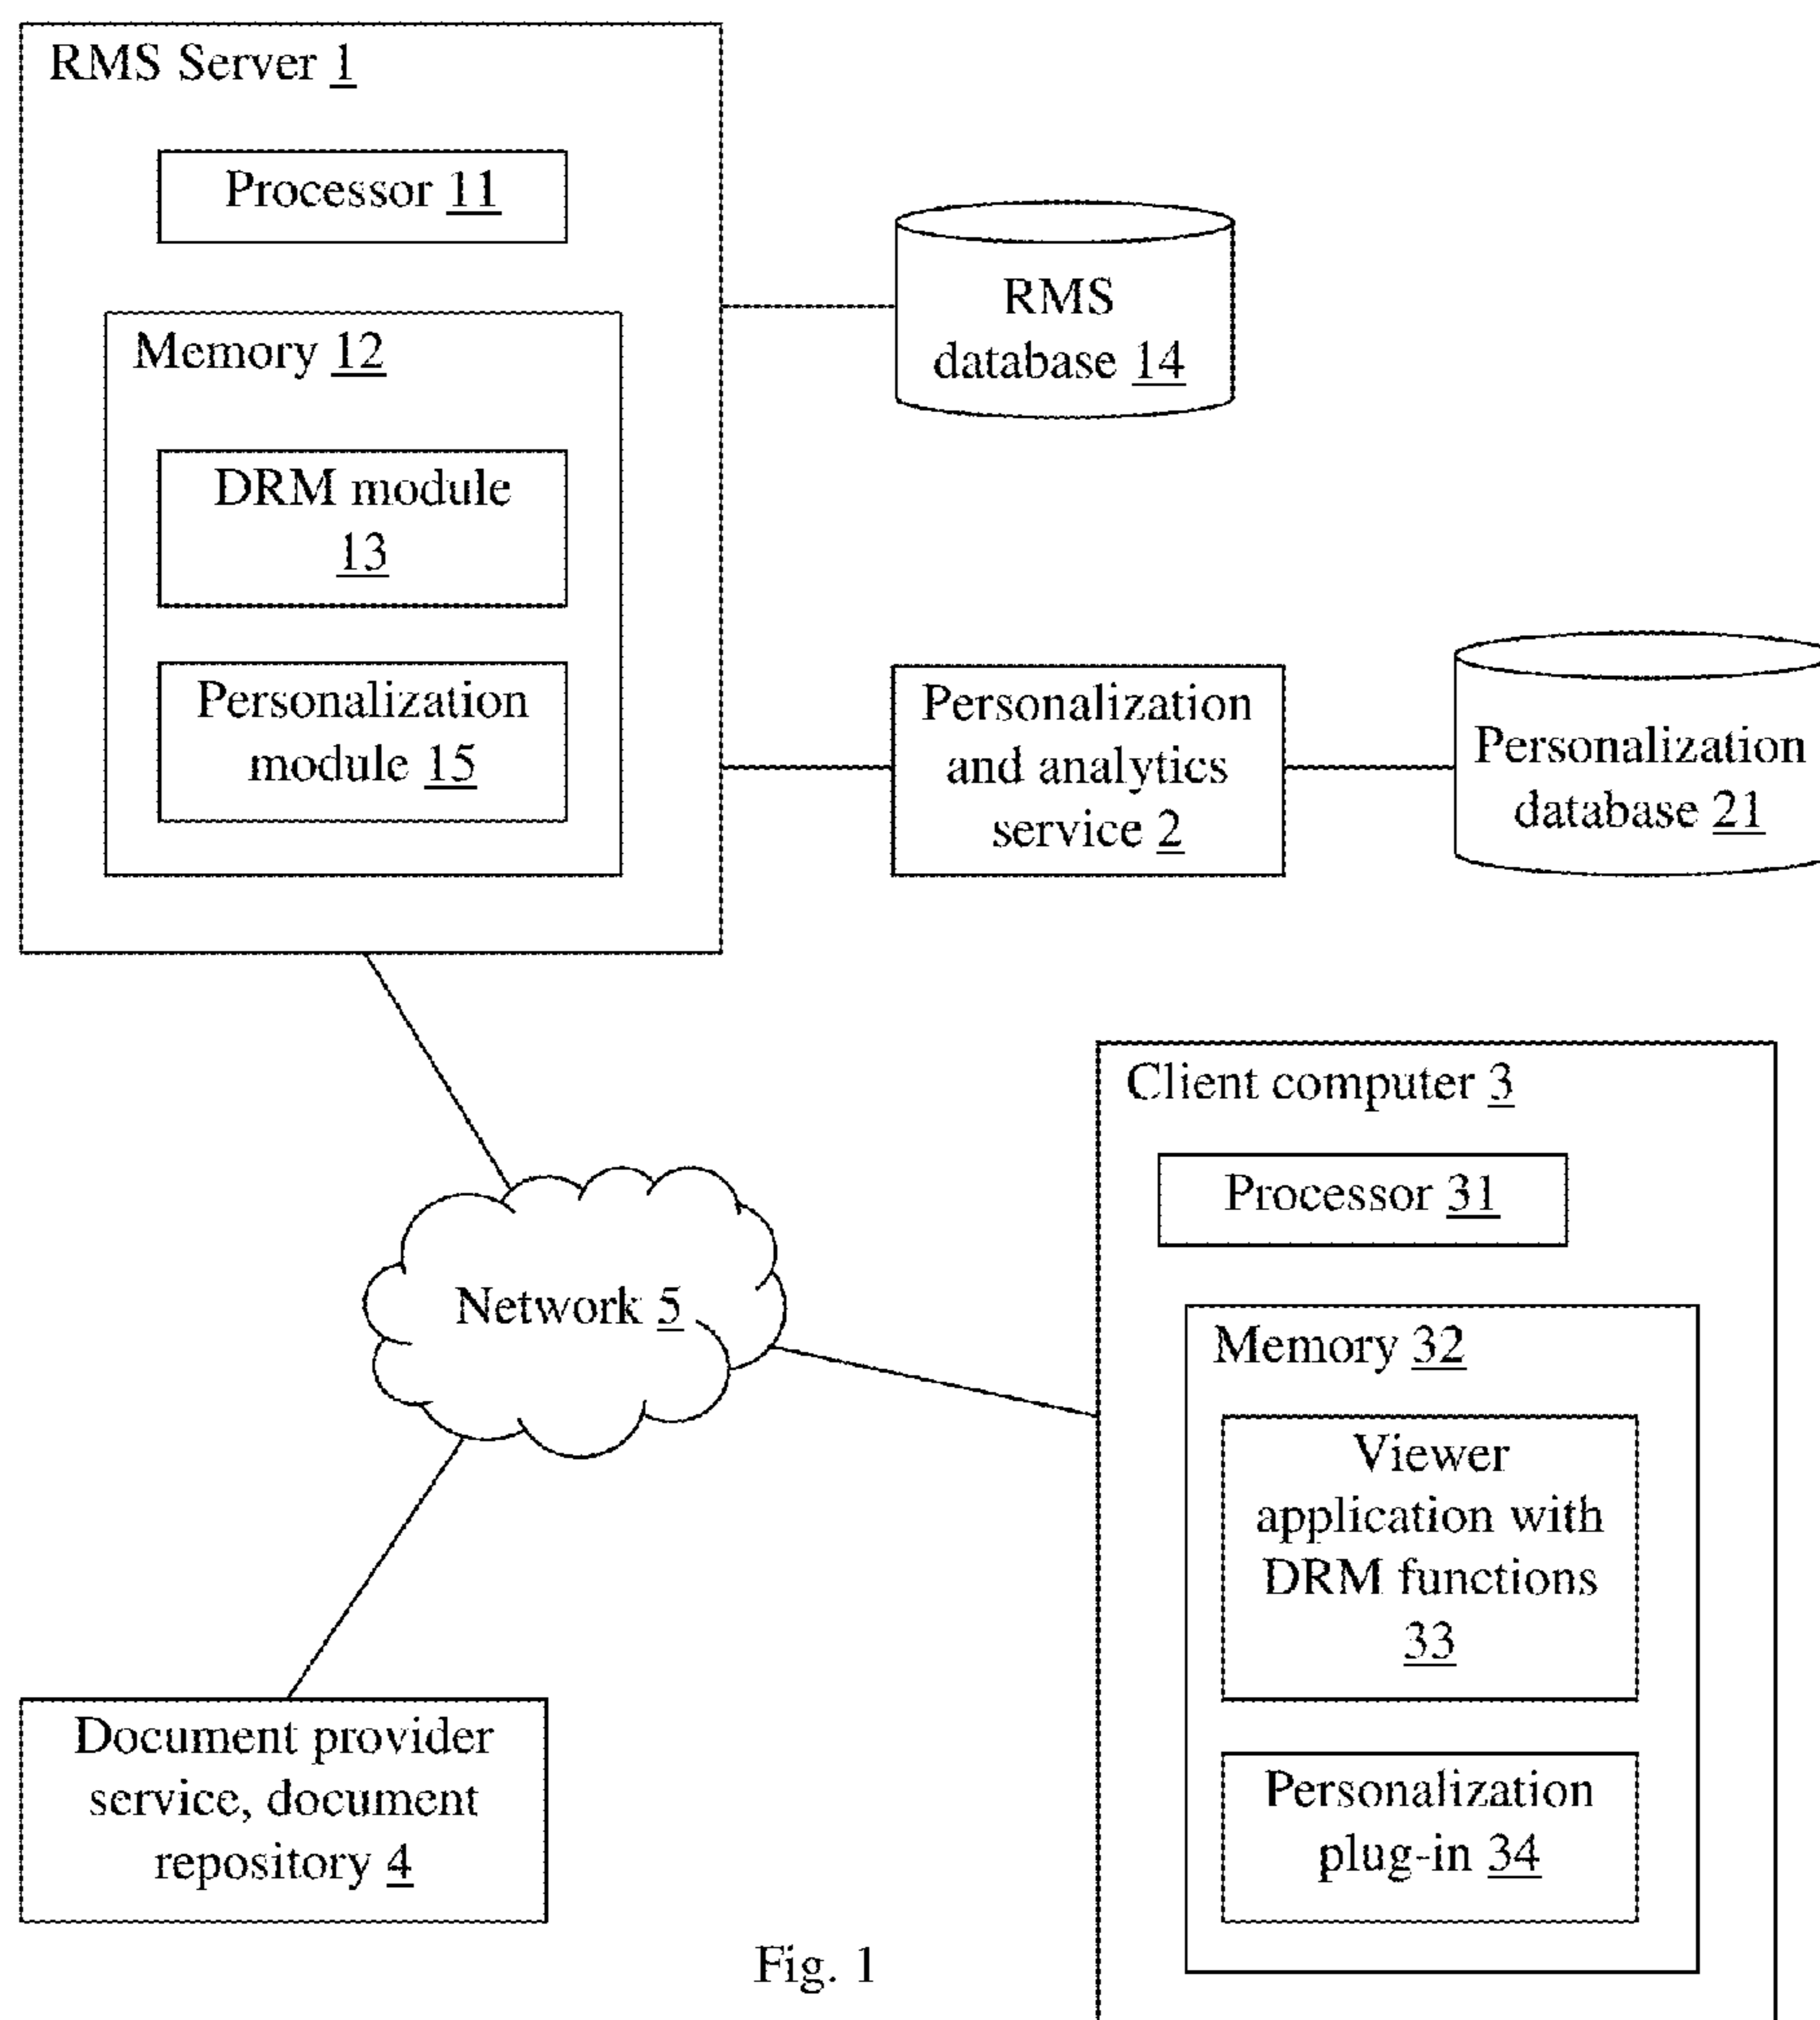 RMS Server 1
Processor 11
Memory 12
DRM module
13
Personalization
module 15
RMS
database 14
Personalization
and analytics
service 2
Personalization
database 21
Network 5
Client computer 3
Processor 31
Memory 32
Viewer
application with
DRM functions
33
Personalization
plug-in 34
Document provider
service, document
repository 4
Fig. 1